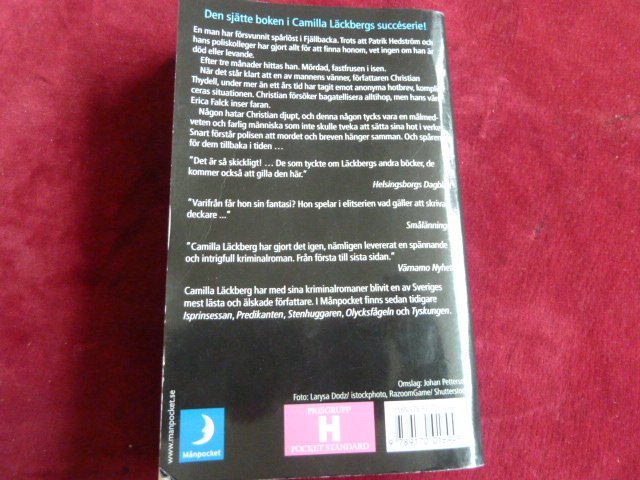 Den sjätte boken i Camilla Läckbergs succéserie!
En man har försvunnit spårlöst i Fjällbacka. Trots att Patrik Hedström och
hans poliskolleger har gjort allt för att finna honom, vet ingen om han är
död eller levande.
Efter tre månader hittas han. Mördad, fastfrusen i isen.
När det står klart att en av mannens vänner, författaren Christian
Thydell, under mer än ett års tid har tagit emot anonyma hotbrev, kompli
ceras situationen. Christian försöker bagatellisera alltihop, men hans vän
Erica Falck inser faran.
Någon hatar Christian djupt, och denna någon tycks vara en målmed-
veten och farlig människa som inte skulle tveka att sätta sina hot i verke
Snart förstår polisen att mordet och breven hänger samman. Och spåren
för dem tillbaka i tiden ...
"Det är så skickligt! ... De som tyckte om Läckbergs andra böcker, de
kommer också att gilla den här."
Helsingborgs Dagbl
"Varifrån får hon sin fantasi? Hon spelar i elitserien vad gäller att skriva
deckare ..."
Smålänning
"Camilla Läckberg har gjort det igen, nämligen levererat en spännande
och intrigfull kriminalroman. Från första till sista sidan."
Värnamo Nyhet
Camilla Läckberg har med sina kriminalromaner blivit en av Sveriges
mest lästa och älskade författare. I Månpocket finns sedan tidigare
Isprinsessan, Predikanten, Stenhuggaren, Olycksfågeln och Tyskungen.
Omslag: Johan Petterso
Foto: Larysa Dodz/ istockphoto, RazoomGame/ Shutterstoc
www.manpocket.se
Månpocket
PRISGRUPP
H
POCKET STANDARD